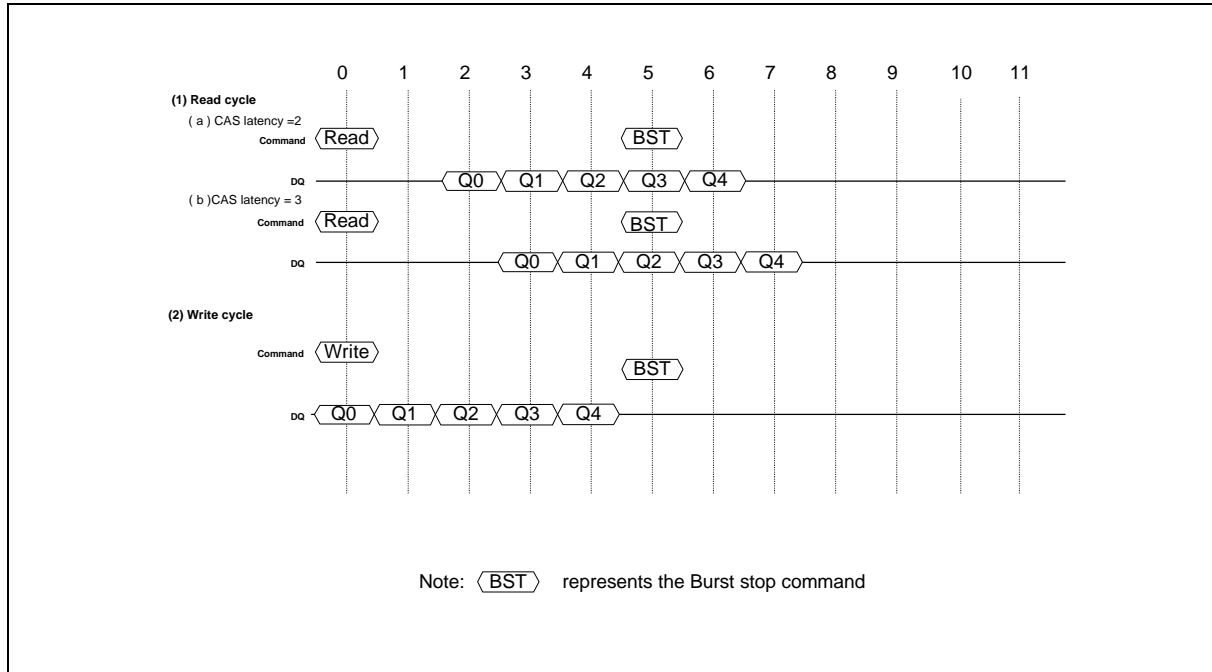 0 1 2 3 4 5 6 7 8 9 10 11
(1) Read cycle
( a ) CAS latency =2
Command Read BST
DQ Q0 Q1 Q2 Q3 Q4
( b )CAS latency = 3
Command Read BST
DQ Q0 Q1 Q2 Q3 Q4
(2) Write cycle
Command Write BST
DQ Q0 Q1 Q2 Q3 Q4
Note: BST represents the Burst stop command